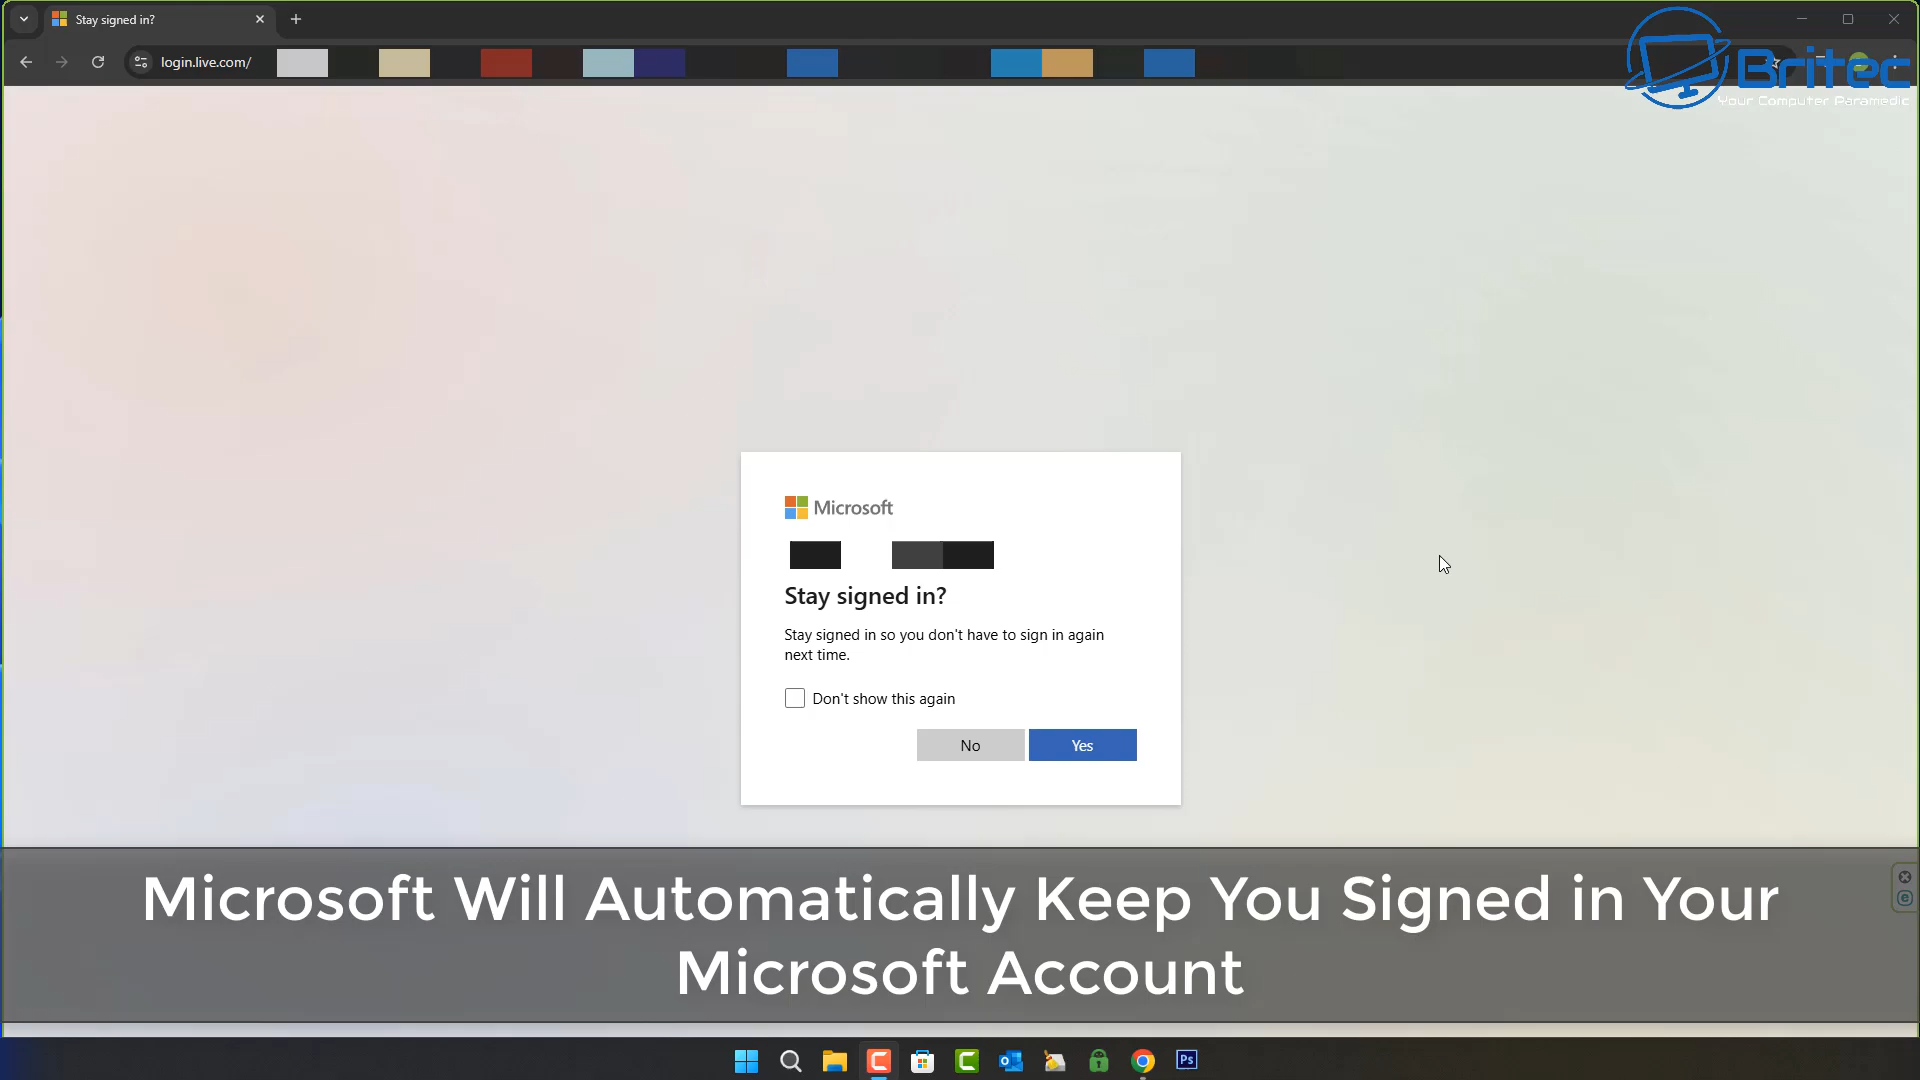 Stay signed in?
login.live.com/
Britec
Your Computer Paramedic
Microsoft
Stay signed in?
Stay signed in so you don't have to sign in again
next time.
Don't show this again
No
Yes
Microsoft Will Automatically Keep You Signed in Your
Microsoft Account
Ps